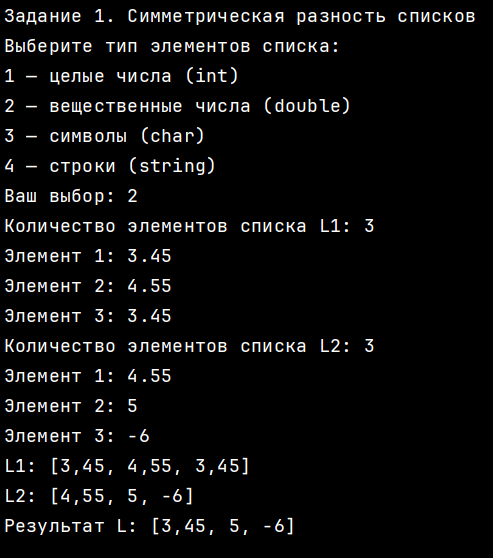 Задание 1. Симметрическая разность списков
Выберите тип элементов списка:
1 — целые числа (int)
2 — вещественные числа (double)
3 — символы (char)
4 — строки (string)
Ваш выбор: 2
Количество элементов списка L1: 3
Элемент 1: 3.45
Элемент 2: 4.55
Элемент 3: 3.45
Количество элементов списка L2: 3
Элемент 1: 4.55
Элемент 2: 5
Элемент 3: -6
L1: [3,45, 4,55, 3,45]
L2: [4,55, 5, -6]
Результат L: [3,45, 5, -6]